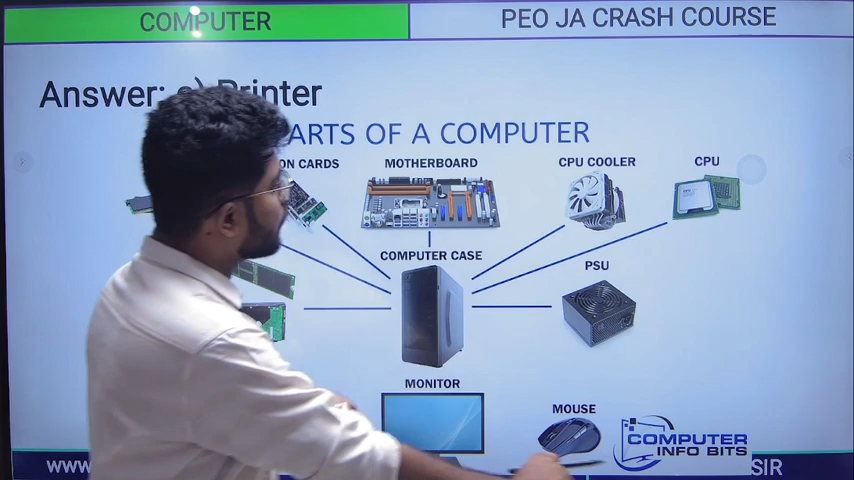 COMPUTER
PEO JA CRASH COURSE
Answer: Printer
ARTS OF A COMPUTER
ON CARDS
MOTHERBOARD
CPU COOLER
CPU
COMPUTER CASE
PSU
MONITOR
MOUSE
COMPUTER
INFO BITS
WWW
SIR